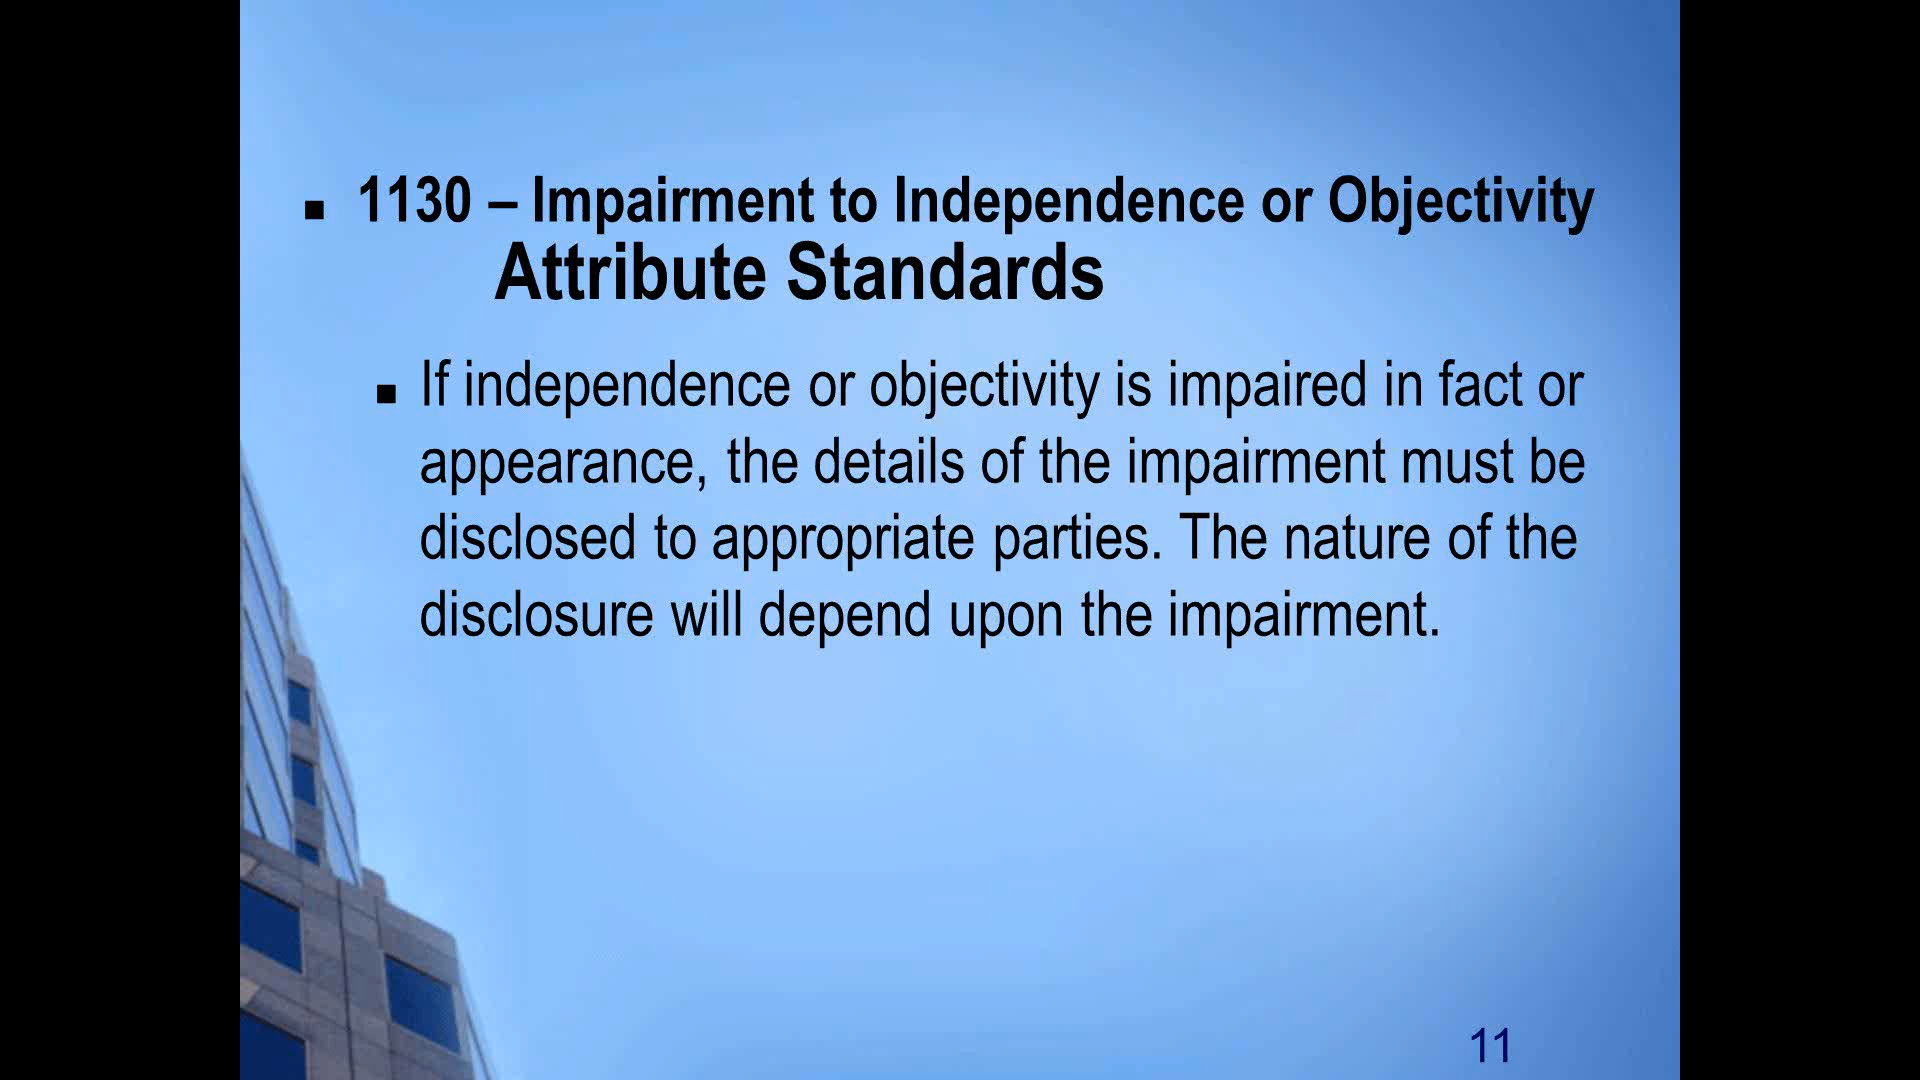 ■ 1130 – Impairment to Independence or Objectivity
Attribute Standards
■ If independence or objectivity is impaired in fact or
appearance, the details of the impairment must be
disclosed to appropriate parties. The nature of the
disclosure will depend upon the impairment.
11